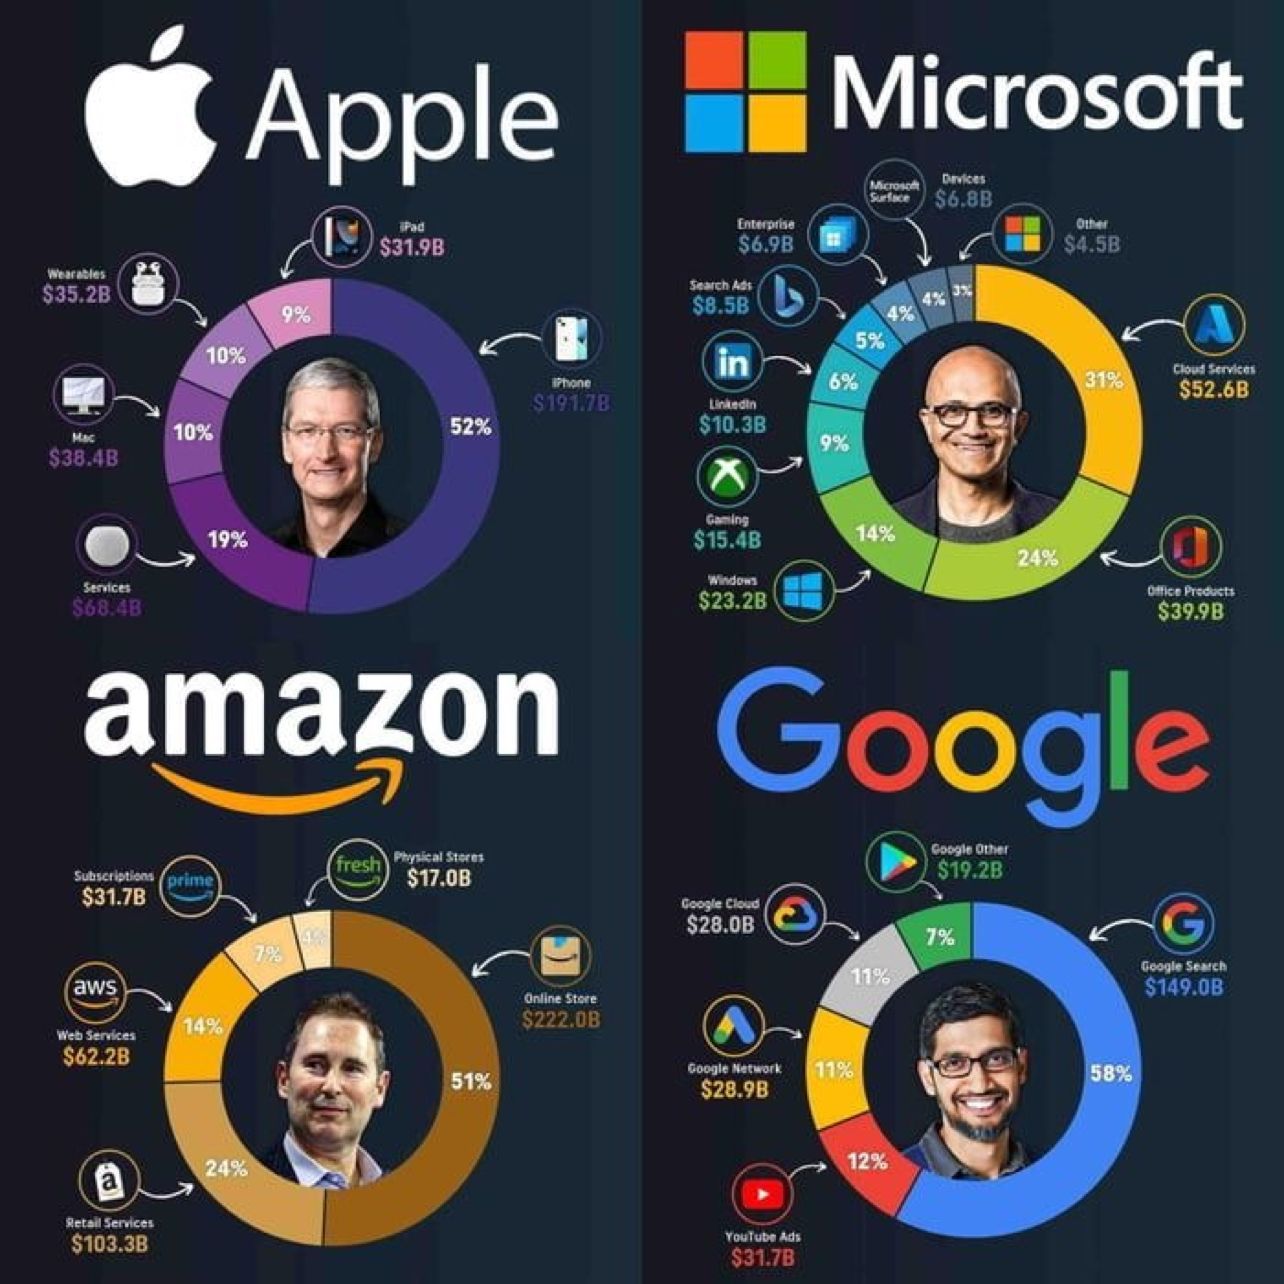 Apple
iPad
$31.9B
Wearables
$35.2B
9%
10%
iPhone
$191.7B
52%
Mac
$38.4B
10%
19%
Services
$68.4B
Microsoft
Microsoft
Surface
Devices
$6.8B
Enterprise
$6.9B
Other
$4.5B
Search Ads
$8.5B
3%
4%
4%
5%
in
LinkedIn
$10.3B
6%
31%
Cloud Services
$52.6B
9%
Gaming
$15.4B
14%
24%
Windows
$23.2B
Office Products
$39.9B
amazon
fresh
Physical Stores
$17.0B
Subscriptions
$31.7B
prime
4%
7%
Online Store
$222.0B
aws
Web Services
$62.2B
14%
51%
24%
a
Retail Services
$103.3B
Google
Google Other
$19.2B
Google Cloud
$28.0B
7%
11%
G
Google Search
$149.0B
Google Network
$28.9B
11%
58%
12%
YouTube Ads
$31.7B